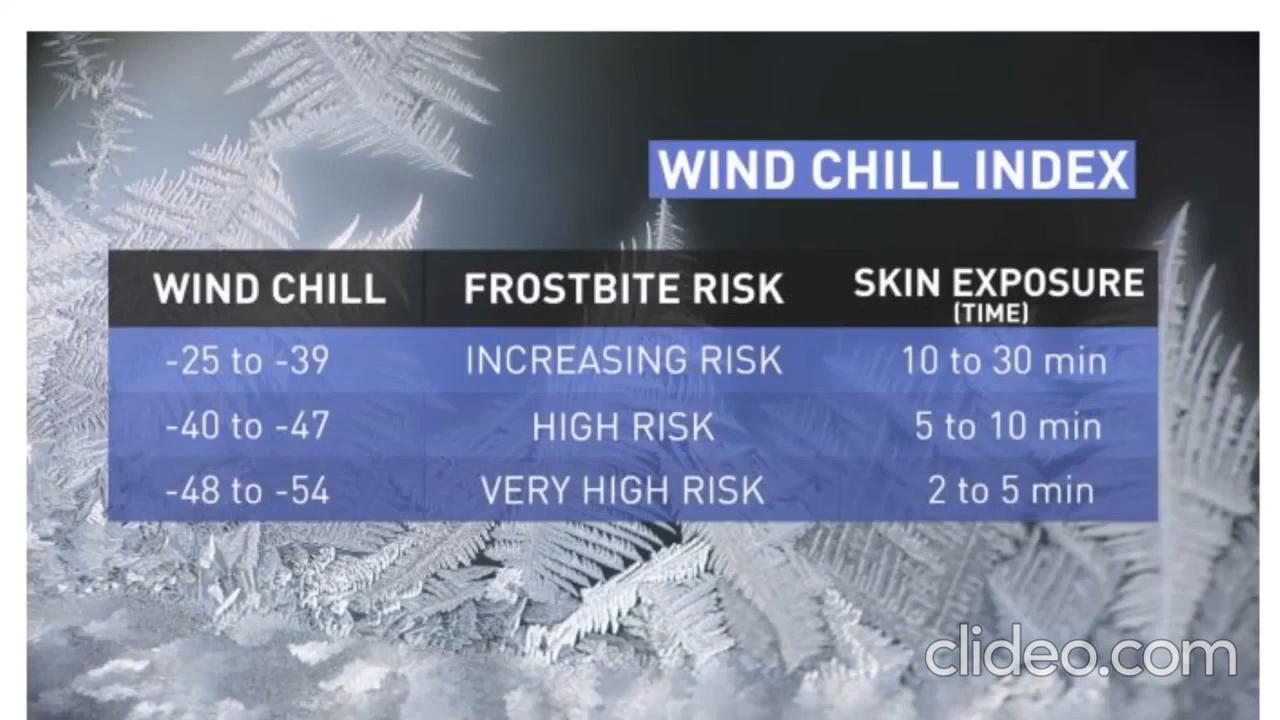 WIND CHILL INDEX
WIND CHILL FROSTBITE RISK SKIN EXPOSURE
(TIME)
-25 to -39 INCREASING RISK 10 to 30 min
-40 to -47 HIGH RISK 5 to 10 min
-48 to -54 VERY HIGH RISK 2 to 5 min
clideo.com